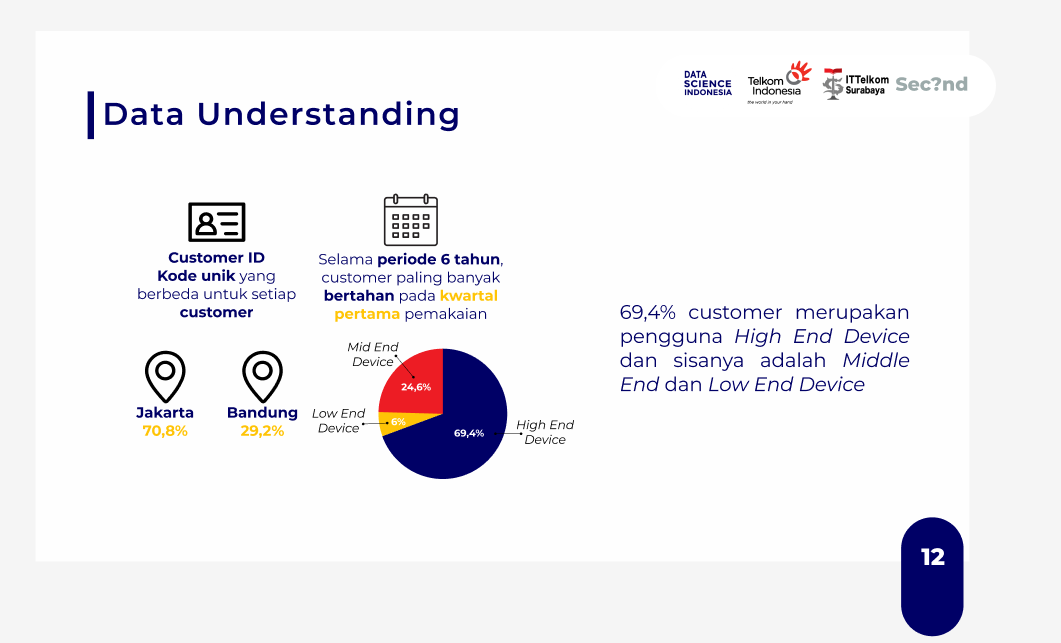 DATA
SCIENCE
INDONESIA
Telkom
Indonesia
the world in your hand
ITTelkom
Surabaya
Sec?nd
Data Understanding
Customer ID
Kode unik yang
berbeda untuk setiap
customer
Selama periode 6 tahun,
customer paling banyak
bertahan pada kwartal
pertama pemakaian
Jakarta
70,8%
Bandung
29,2%
Mid End
Device
24,6%
Low End
Device
6%
69,4%
High End
Device
69,4% customer merupakan
pengguna High End Device
dan sisanya adalah Middle
End dan Low End Device
12